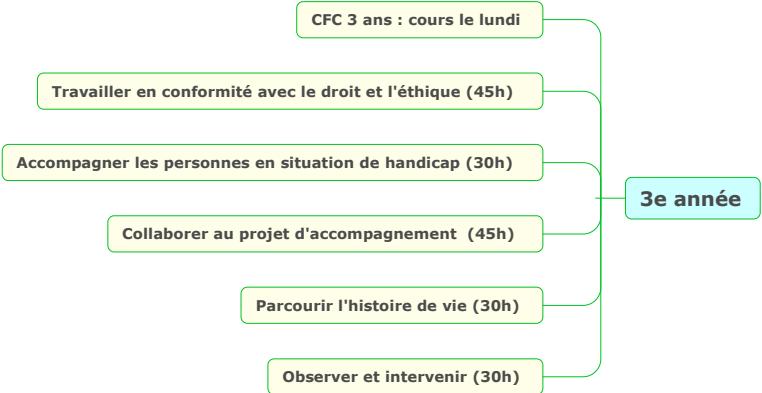 CFC 3 ans : cours le lundi
Travailler en conformité avec le droit et l'éthique (45h)
Accompagner les personnes en situation de handicap (30h)
3e année
Collaborer au projet d'accompagnement  (45h)
Parcourir l'histoire de vie (30h)
Observer et intervenir (30h)